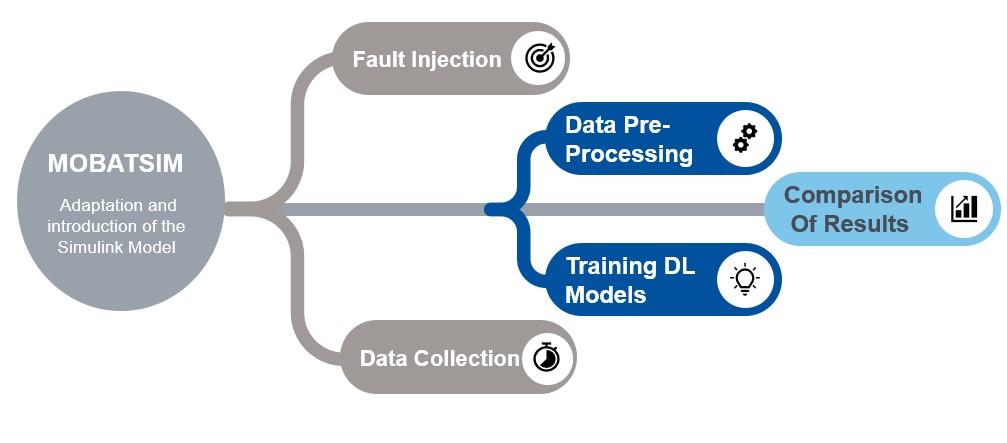 MOBATSIM
Adaptation and
introduction of the
Simulink Model
Fault Injection
Data Collection
Data Pre-
Processing
Training DL
Models
Comparison
Of Results